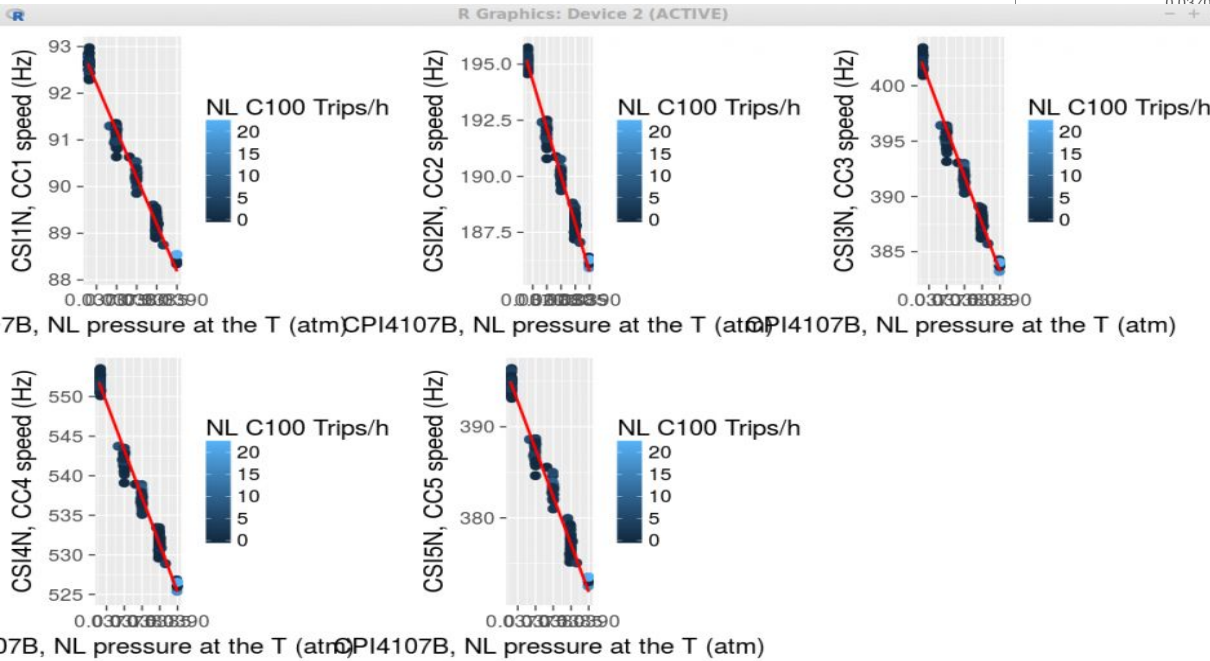 R Graphics: Device 2 (ACTIVE)
CSI1N, CC1 speed (Hz)
93
92
91
90
89
88
NL C100 Trips/h
20
15
10
5
0
7B, NL pressure at the T (atm)
CSI2N, CC2 speed (Hz)
195.0
192.5
190.0
187.5
NL C100 Trips/h
20
15
10
5
0
CPI4107B, NL pressure at the T (atm)
CSI3N, CC3 speed (Hz)
400
395
390
385
NL C100 Trips/h
20
15
10
5
0
CPI4107B, NL pressure at the T (atm)
CSI4N, CC4 speed (Hz)
550
545
540
535
530
525
NL C100 Trips/h
20
15
10
5
0
07B, NL pressure at the T (atm)
CSI5N, CC5 speed (Hz)
390
380
NL C100 Trips/h
20
15
10
5
0
CPI4107B, NL pressure at the T (atm)